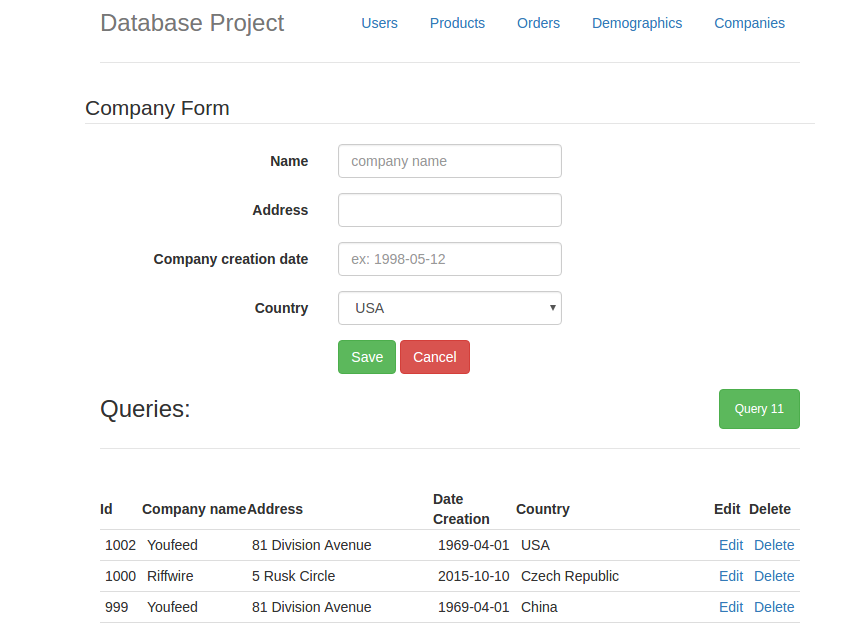 Database Project Users Products Orders Demographics Companies
Company Form
Name company name
Address
Company creation date ex: 1998-05-12
Country USA
Save Cancel
Queries: Query 11
Id Company name Address Date Creation Country Edit Delete
1002 Youfeed 81 Division Avenue 1969-04-01 USA Edit Delete
1000 Riffwire 5 Rusk Circle 2015-10-10 Czech Republic Edit Delete
999 Youfeed 81 Division Avenue 1969-04-01 China Edit Delete